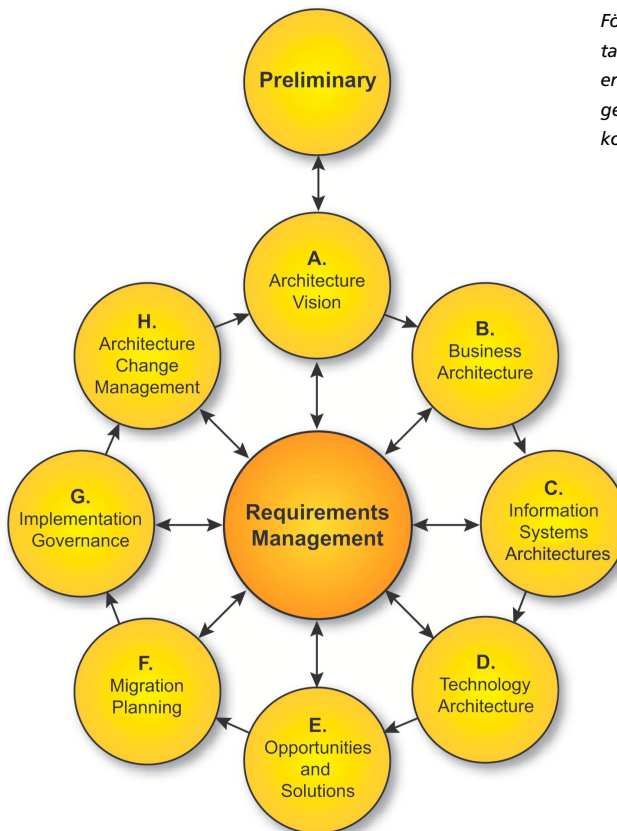 Preliminary
A.
Architecture
Vision
B.
Business
Architecture
C.
Information
Systems
Architectures
D.
Technology
Architecture
E.
Opportunities
and
Solutions
F.
Migration
Planning
G.
Implementation
Governance
H.
Architecture
Change
Management
Requirements
Management